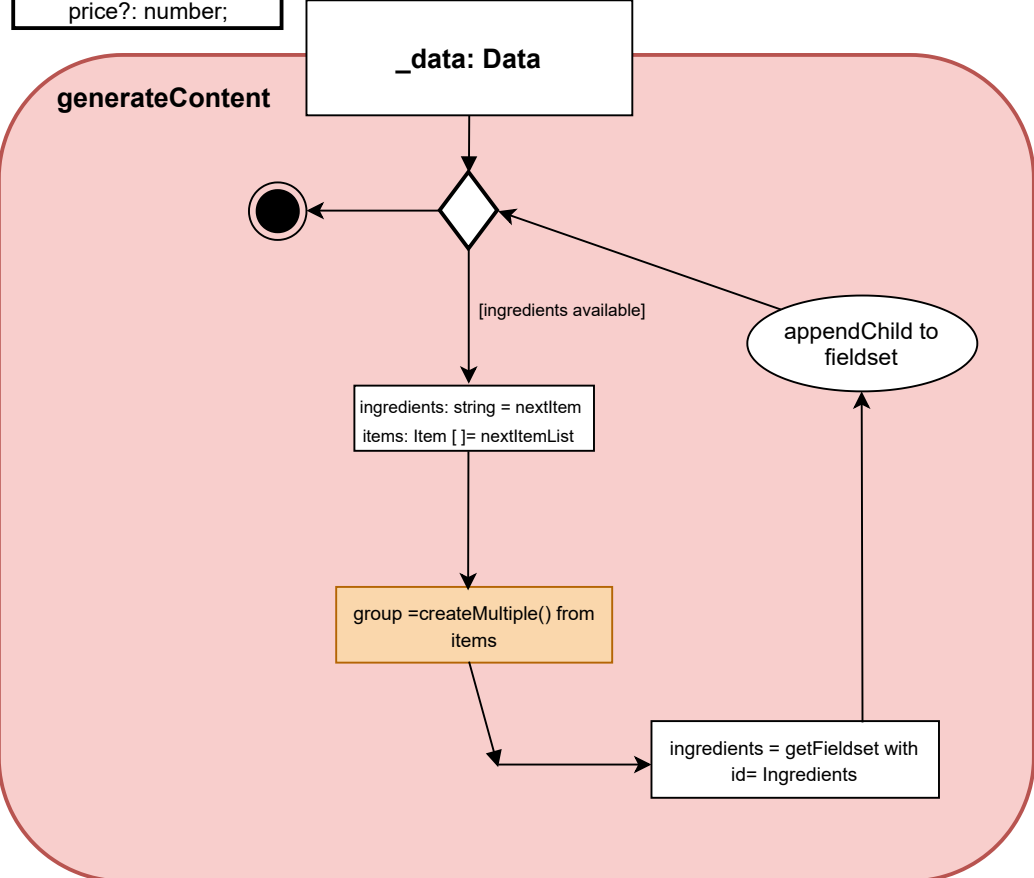 price?: number;
_data: Data
generateContent
[ingredients available]
appendChild to
fieldset
ingredients: string = nextItem
items: Item [ ]= nextItemList
group =createMultiple() from
items
ingredients = getFieldset with
id= Ingredients